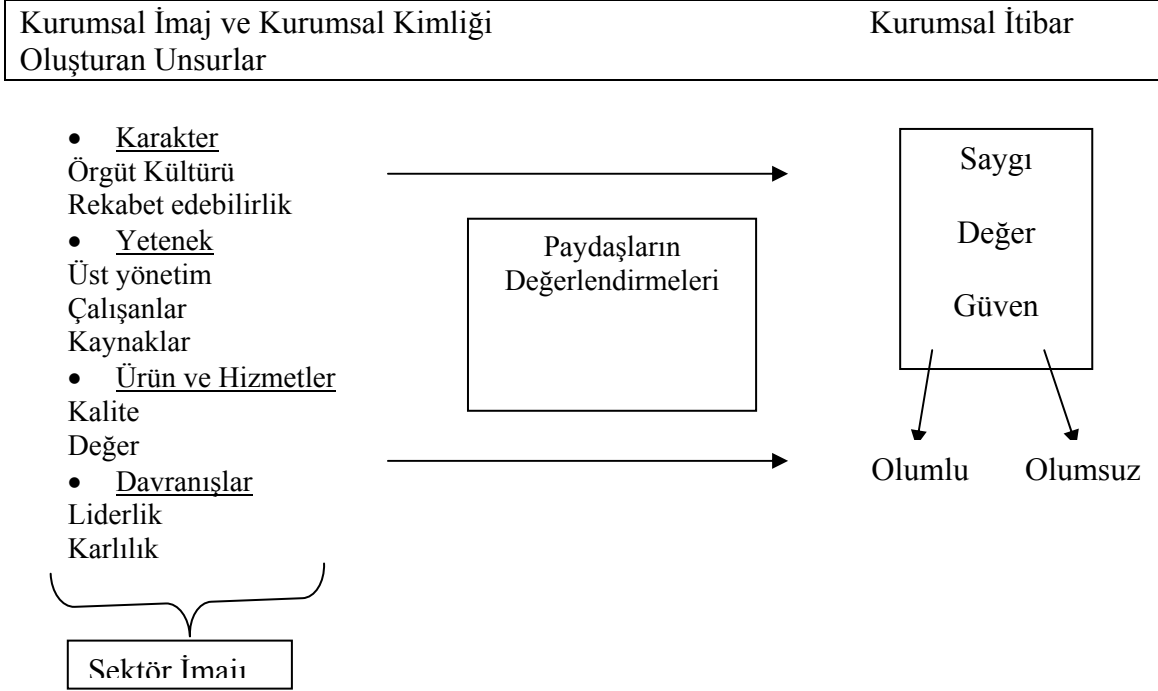 Kurumsal İmaj ve Kurumsal Kimliği
Oluşturan Unsurlar
Kurumsal İtibar
• Karakter
Örgüt Kültürü
Rekabet edebilirlik
• Yetenek
Üst yönetim
Çalışanlar
Kaynaklar
• Ürün ve Hizmetler
Kalite
Değer
• Davranışlar
Liderlik
Karlılık
Sektör İmajı
Paydaşların
Değerlendirmeleri
Saygı
Değer
Güven
Olumlu
Olumsuz